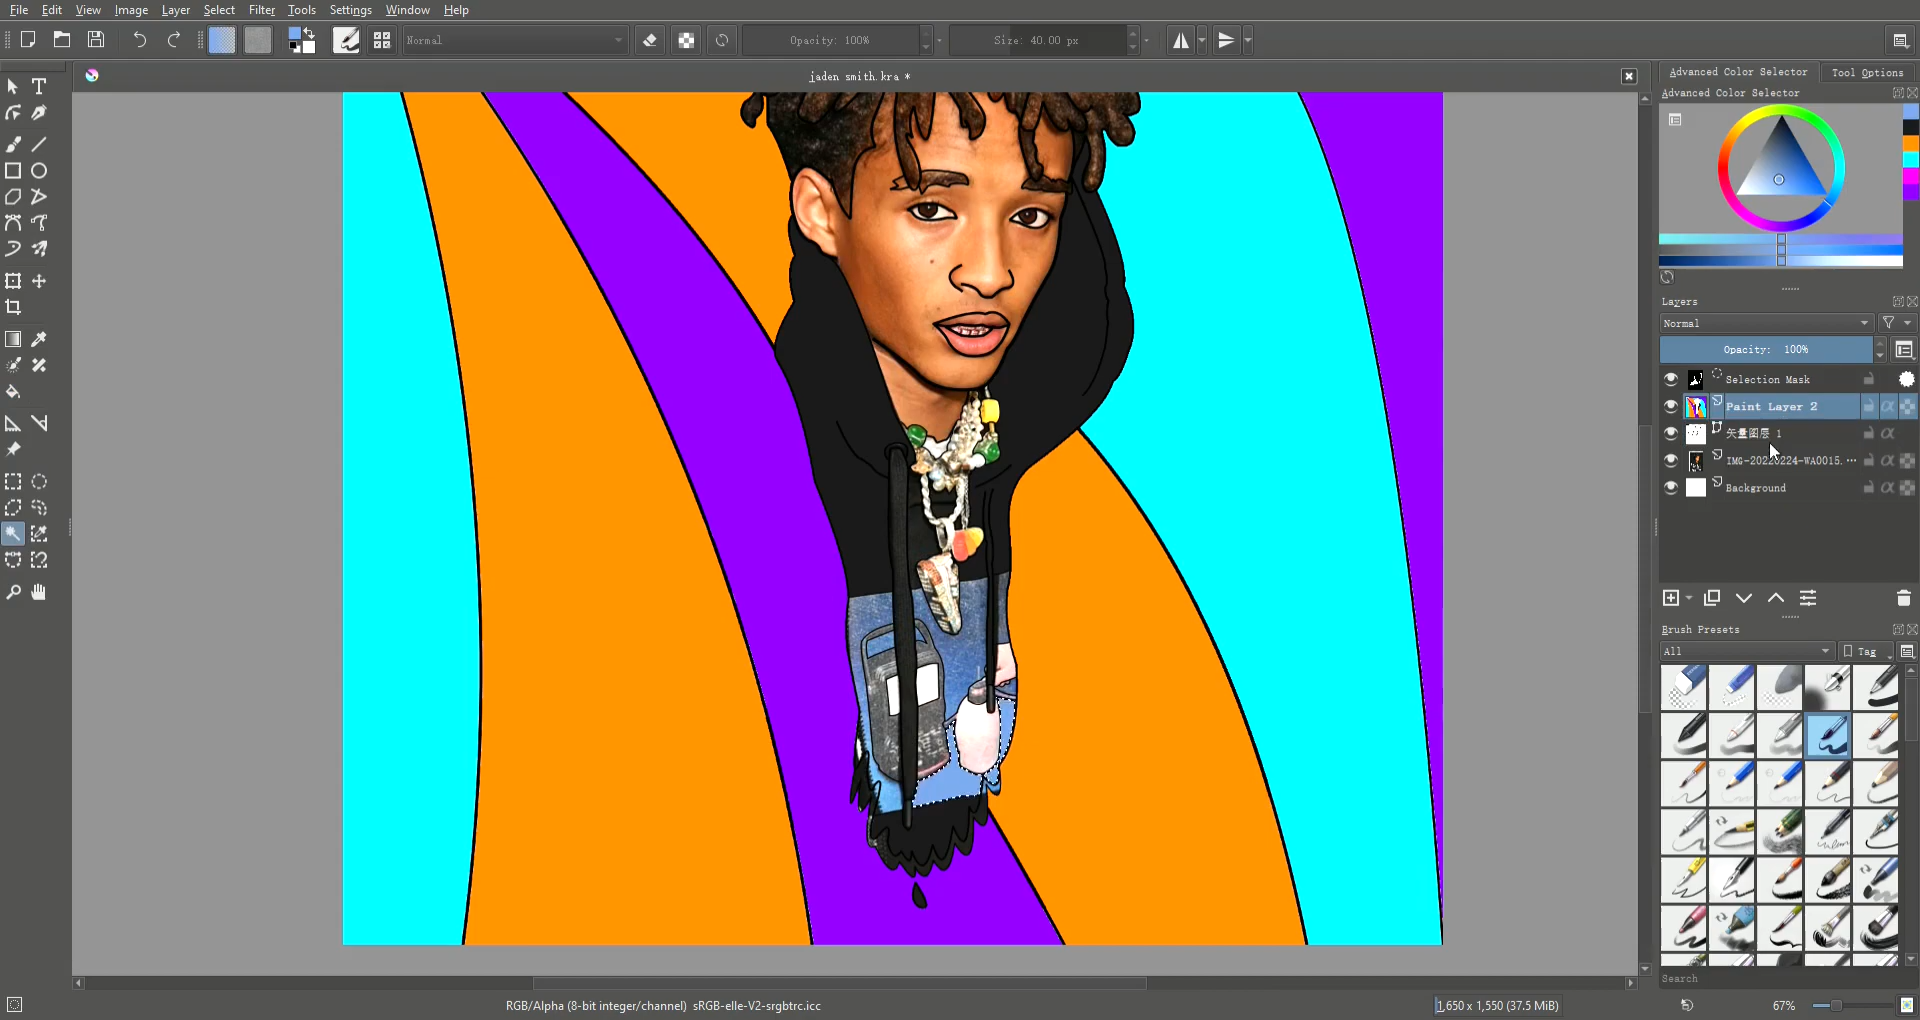 File Edit View Image Layer Select Filter Tools Settings Window Help
Normal Opacity: 100% Size: 40.00 px
jaden smith.kra *
Advanced Color Selector Tool Options
Advanced Color Selector
Layers
Normal
Opacity: 100%
Selection Mask
Paint Layer 2
矢量图层 1
IMG-20220224-WA0015. ...
Background
Brush Presets
All Tag
Search
RGB/Alpha (8-bit integer/channel) sRGB-elle-V2-srgbtrc.icc 1,650 x 1,550 (37.5 MiB) 67%